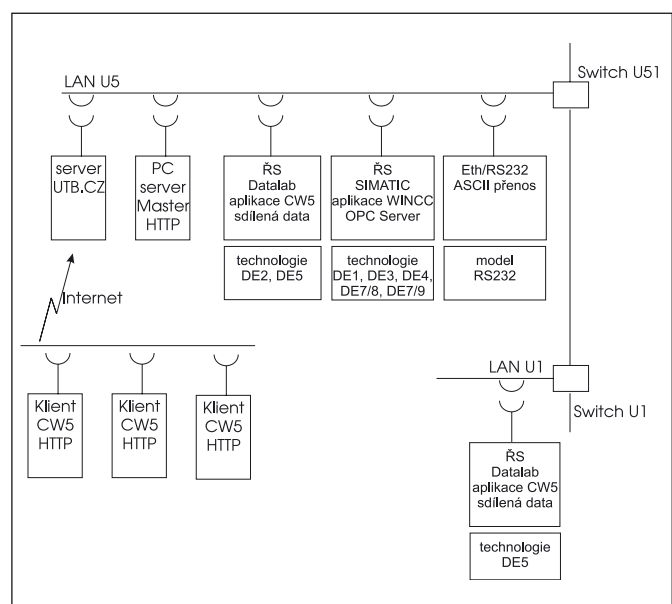 LAN U5
Switch U51
server
UTB.CZ
PC
server
Master
HTTP
ŘS
Datalab
aplikace CW5
sdílená data
ŘS
SIMATIC
aplikace WINCC
OPC Server
Eth/RS232
ASCII přenos
technologie
DE2, DE5
technologie
DE1, DE3, DE4,
DE7/8, DE7/9
model
RS232
Internet
Klient
CW5
HTTP
Klient
CW5
HTTP
Klient
CW5
HTTP
LAN U1
Switch U1
ŘS
Datalab
aplikace CW5
sdílená data
technologie
DE5